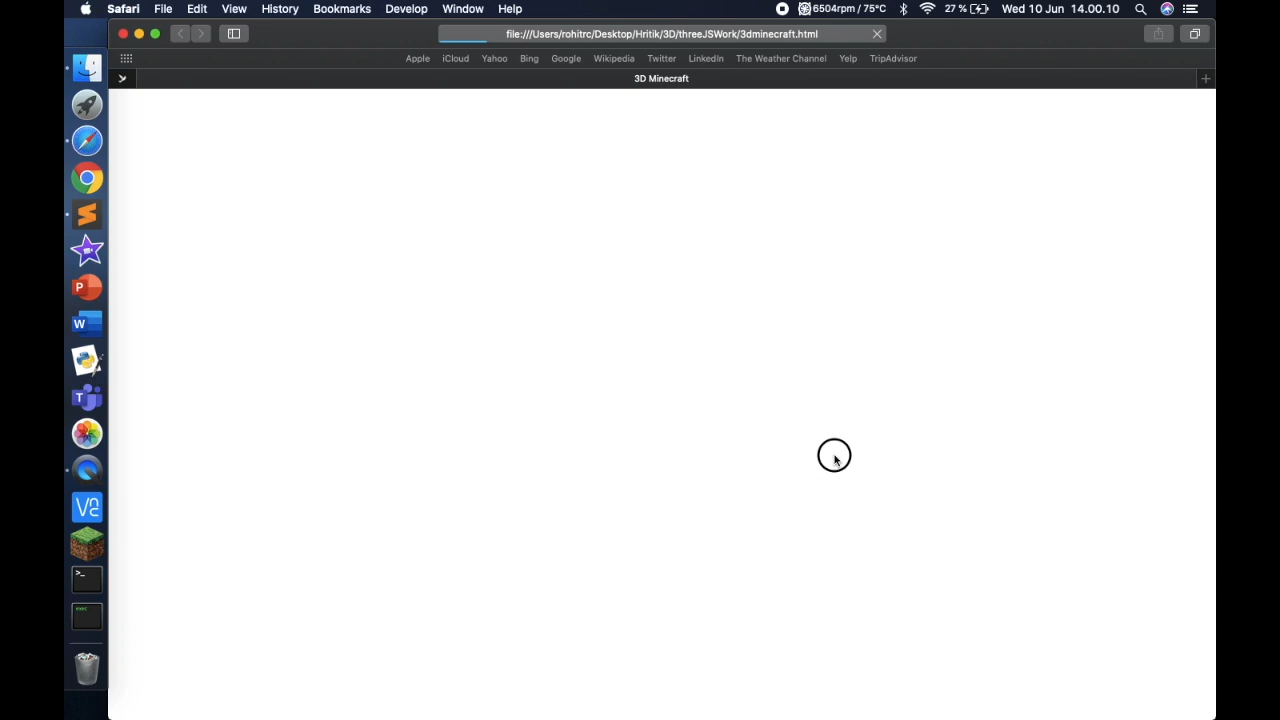 Safari File Edit View History Bookmarks Develop Window Help 6504rpm / 75°C 27% Wed 10 Jun 14.00.10
file:///Users/rohitrc/Desktop/Hritik/3D/threeJSWork/3dminecraft.html
Apple iCloud Yahoo Bing Google Wikipedia Twitter LinkedIn The Weather Channel Yelp TripAdvisor
3D Minecraft
P
W
T
V2
>_
exec